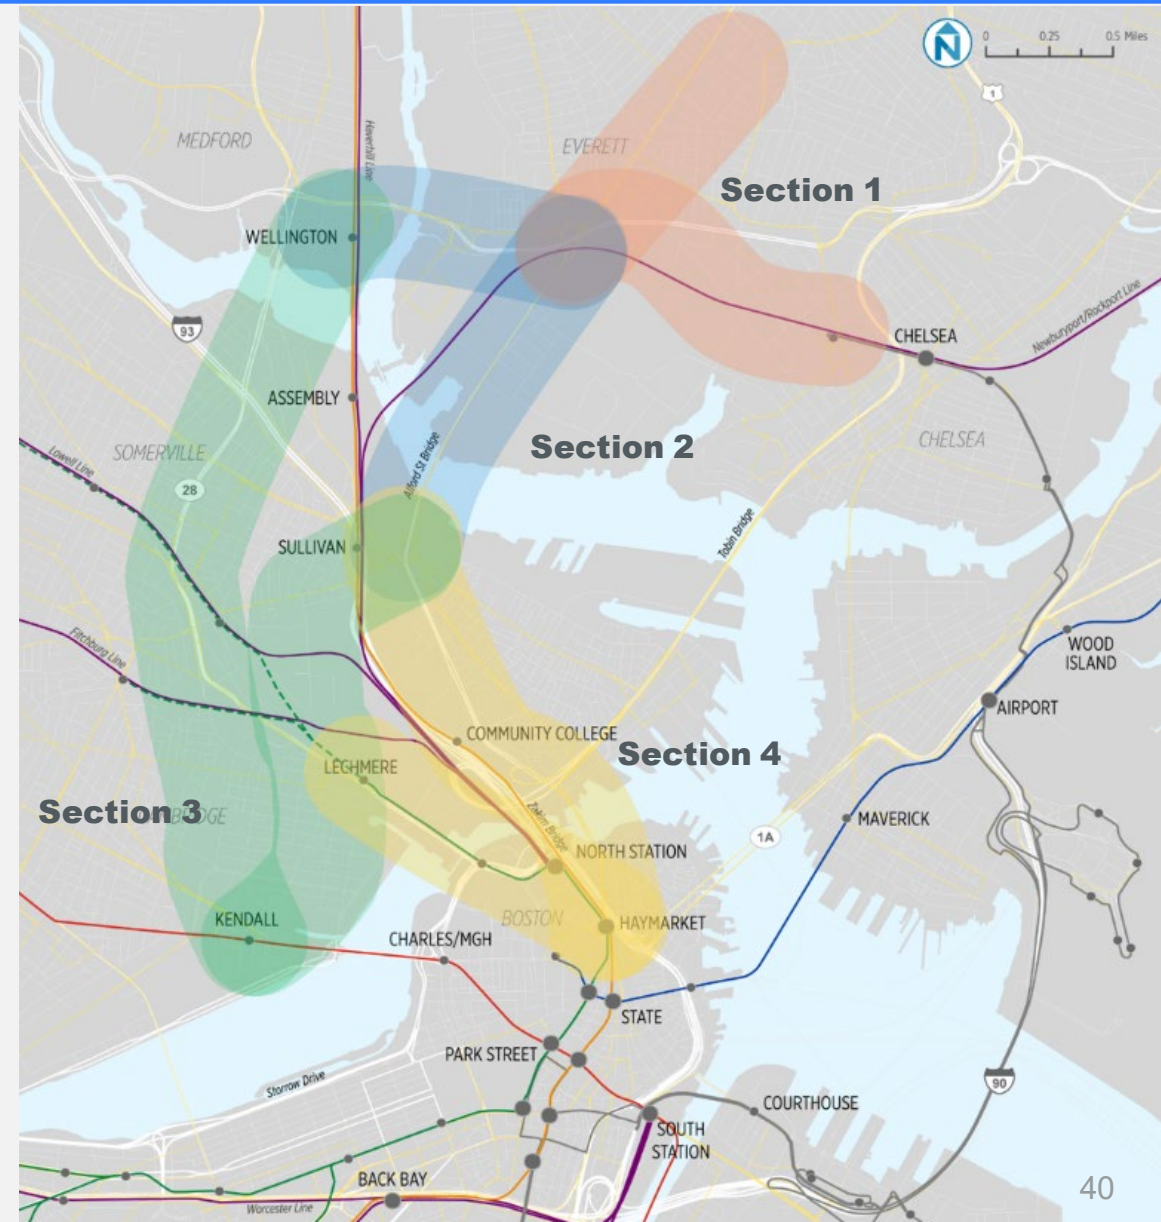 0 0.25 0.5 Miles
N
1
MEDFORD
Haverhill Line
EVERETT
Section 1
WELLINGTON
Newburyport/Rockport Line
93
CHELSEA
ASSEMBLY
Alford St Bridge
Section 2
CHELSEA
SOMERVILLE
Lowell Line
28
Tobin Bridge
SULLIVAN
Fitchburg Line
WOOD
ISLAND
AIRPORT
COMMUNITY COLLEGE
Section 4
LECHMERE
Section 3
BRIDGE
Zakim Bridge
MAVERICK
1A
NORTH STATION
KENDALL
BOSTON
HAYMARKET
CHARLES/MGH
STATE
PARK STREET
Storrow Drive
90
COURTHOUSE
SOUTH
STATION
BACK BAY
Worcester Line
40